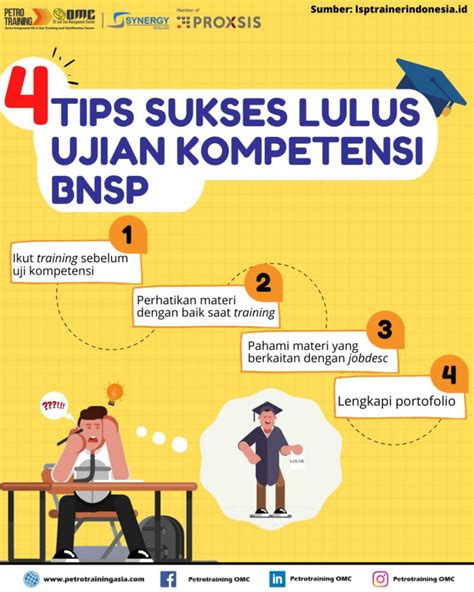 Sumber: lsptrainerindonesia.id
PETRO
TRAINING
OMC
Member of
SYNERGY
SOLUSI
PROXSIS
4 TIPS SUKSES LULUS
UJIAN KOMPETENSI
BNSP
1
Ikut training sebelum
uji kompetensi
2
Perhatikan materi
dengan baik saat training
3
Pahami materi yang
berkaitan dengan jobdesc
4
Lengkapi portofolio
???!!!
LULUS
www.petrotrainingasia.com
Petrotraining OMC
Petrotraining OMC
Petrotraining OMC